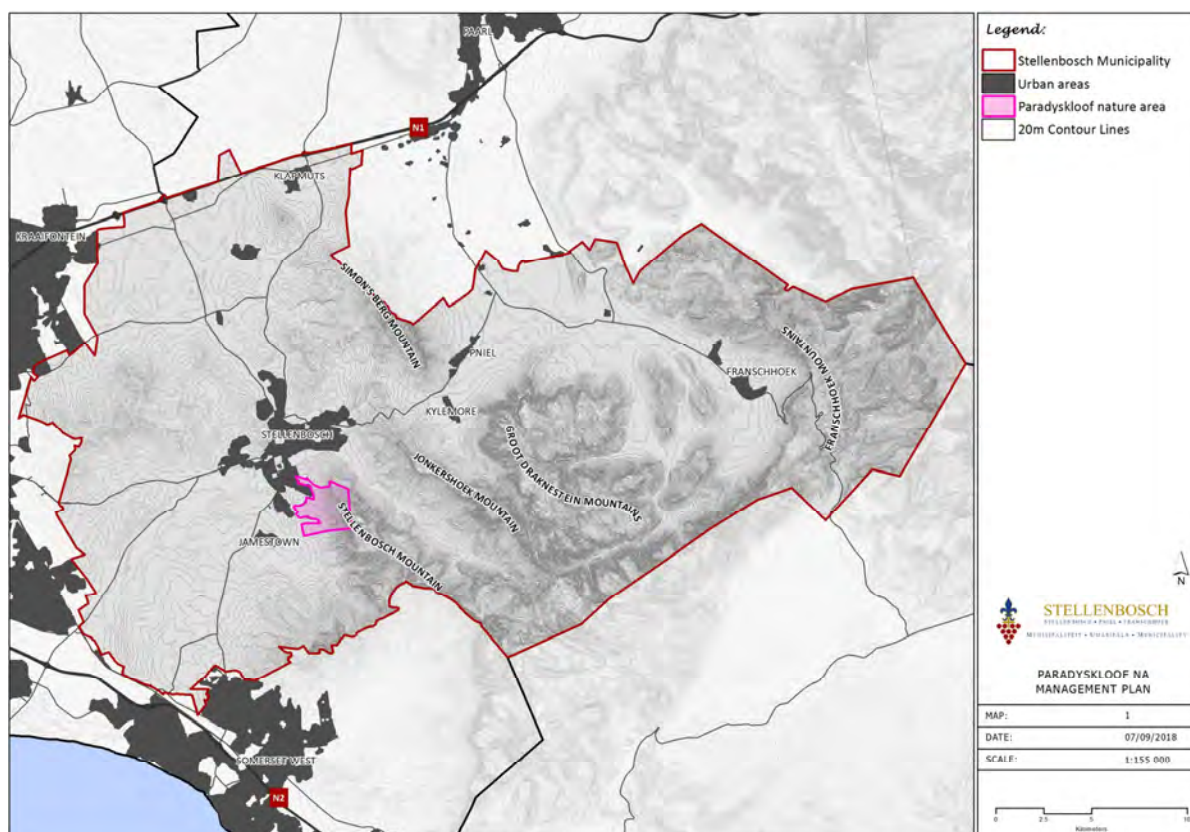 PAARL
N1
KLAPMUTS
KRAAIFONTEIN
SIMON'S BERG MOUNTAIN
PNIEL
FRANSCHHOEK MOUNTAINS
FRANSCHHOEK
KYLEMORE
STELLENBOSCH
GROOT DRAKNESTEIN MOUNTAINS
JONKERSHOEK MOUNTAIN
STELLENBOSCH MOUNTAIN
JAMESTOWN
SOMERSET WEST
N2
Legend:
Stellenbosch Municipality
Urban areas
Paradyskloof nature area
20m Contour Lines
N
STELLENBOSCH
STELLENBOSCH • PNIEL • FRANSCHHOEK
MUNISIPALITEIT • UMASIPALA • MUNICIPALITY
PARADYSKLOOF NA
MANAGEMENT PLAN
MAP: 1
DATE: 07/09/2018
SCALE: 1:155 000
0 2.5 5 10
Kilometers